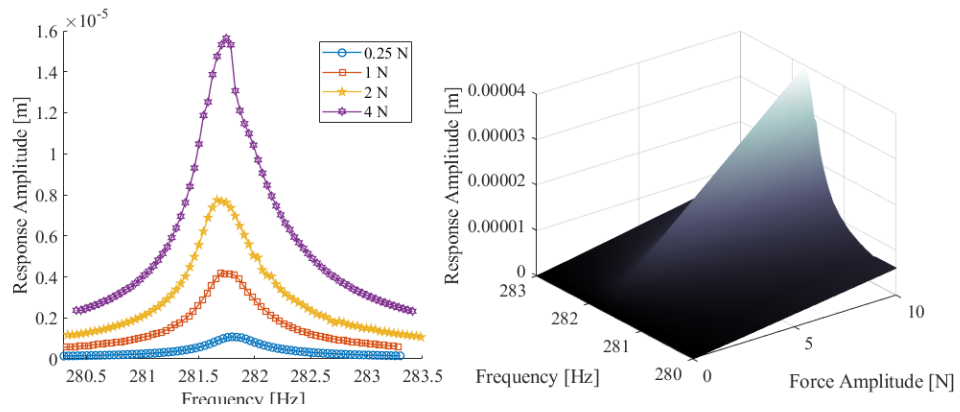 ×10⁻⁵
1.6
1.4
1.2
1
0.8
0.6
0.4
0.2
0
Response Amplitude [m]
280.5 281 281.5 282 282.5 283 283.5
Frequency [Hz]
0.25 N
1 N
2 N
4 N
0.00004
0.00003
0.00002
0.00001
0
Response Amplitude [m]
283
282
281
280
Frequency [Hz]
0
5
10
Force Amplitude [N]